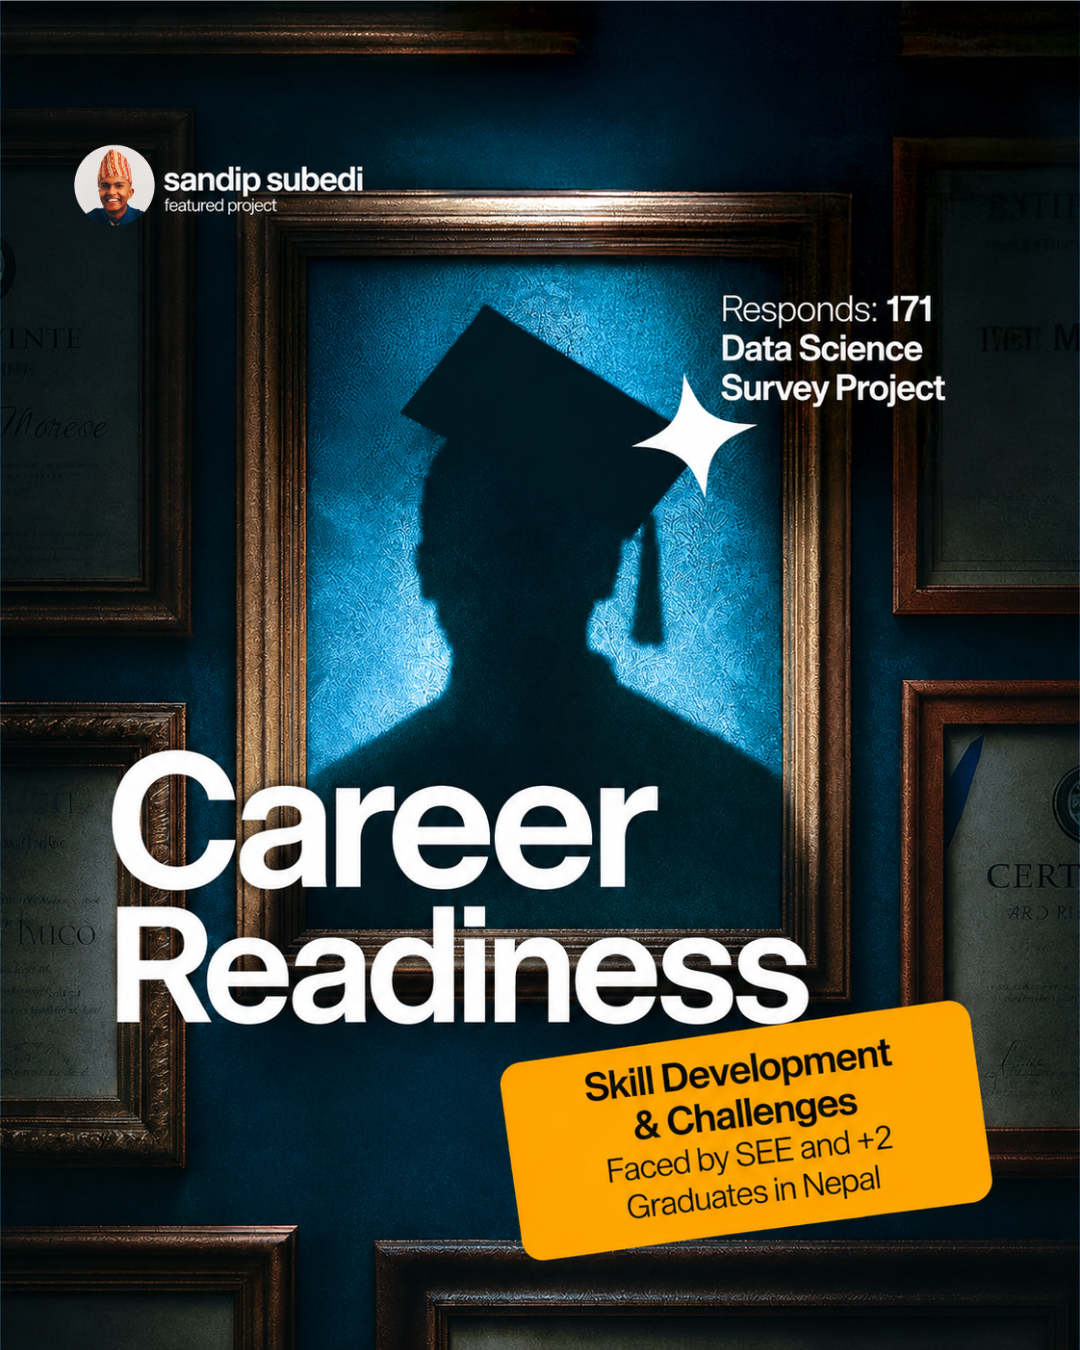 sandip subedi
featured project
Responds: 171
Data Science
Survey Project
Career
Readiness
Skill Development
& Challenges
Faced by SEE and +2
Graduates in Nepal